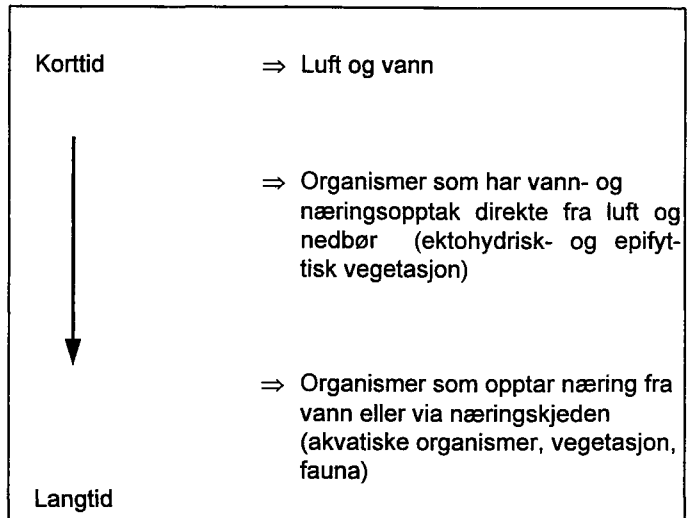 Korttid ⇒ Luft og vann
⇒ Organismer som har vann- og
næringsopptak direkte fra luft og
nedbør (ektohydrisk- og epifyt-
tisk vegetasjon)
⇒ Organismer som opptar næring fra
vann eller via næringskjeden
(akvatiske organismer, vegetasjon,
fauna)
Langtid